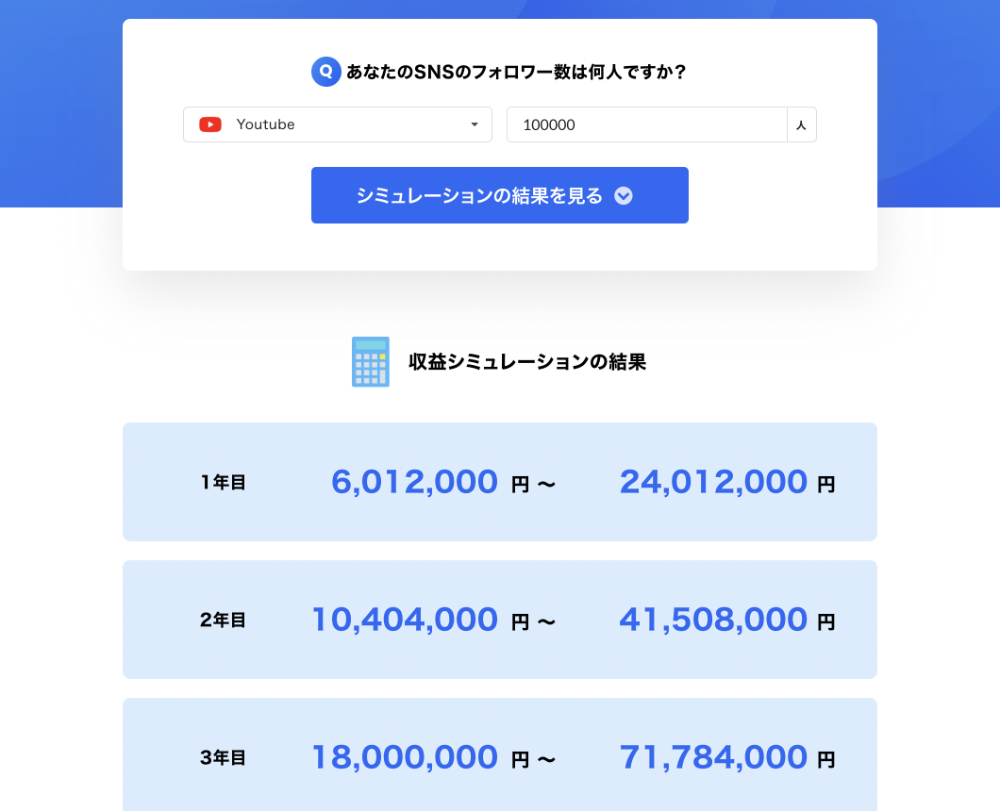 Q あなたのSNSのフォロワー数は何人ですか？
Youtube 100000 人
シミュレーションの結果を見る
収益シミュレーションの結果
1年目 6,012,000 円 〜 24,012,000 円
2年目 10,404,000 円 〜 41,508,000 円
3年目 18,000,000 円 〜 71,784,000 円